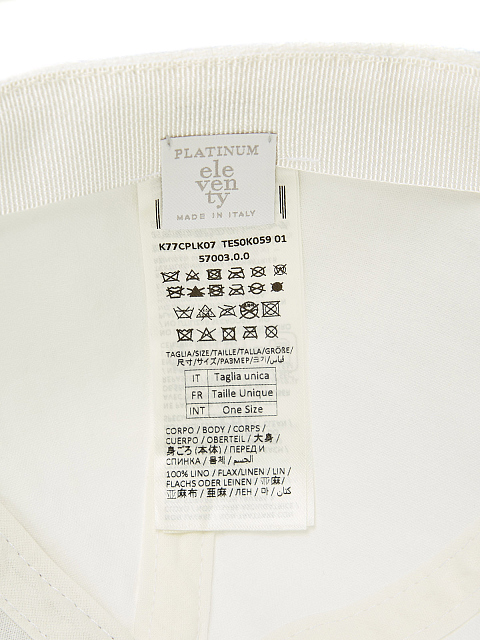 PLATINUM
ele
ven
ty
MADE IN ITALY
K77CPLK07 TES0K059 01
57003.0.0
TAGLIA/SIZE/TAILLE/TALLA/GRÖßE/
尺寸/サイズ/РАЗМЕР/크기/قياس/
IT Taglia unica
FR Taille Unique
INT One Size
CORPO / BODY / CORPS /
CUERPO / OBERTEIL / 大身/
身ごろ (本体) / ПЕРЕД И
СПИНКА / 몸체 / الجسم/
100% LINO / FLAX/LINEN / LIN /
FLACHS ODER LEINEN / 亚麻/
亚麻布 / 亜麻 / ЛЕН / 마 / كتان/